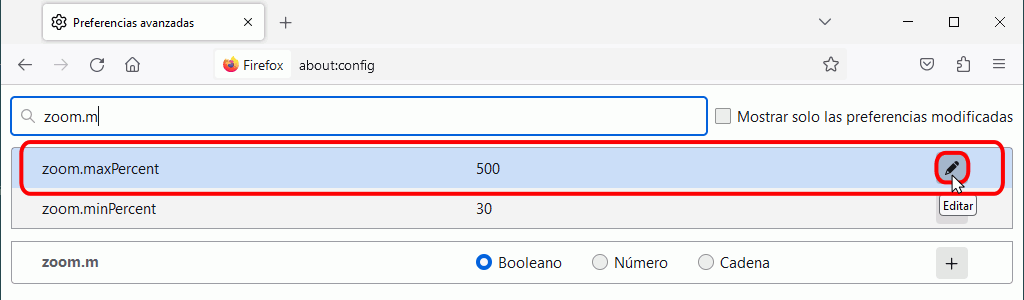 Preferencias avanzadas
Firefox about:config
zoom.m Mostrar solo las preferencias modificadas
zoom.maxPercent 500
zoom.minPercent 30
Editar
zoom.m Booleano Número Cadena